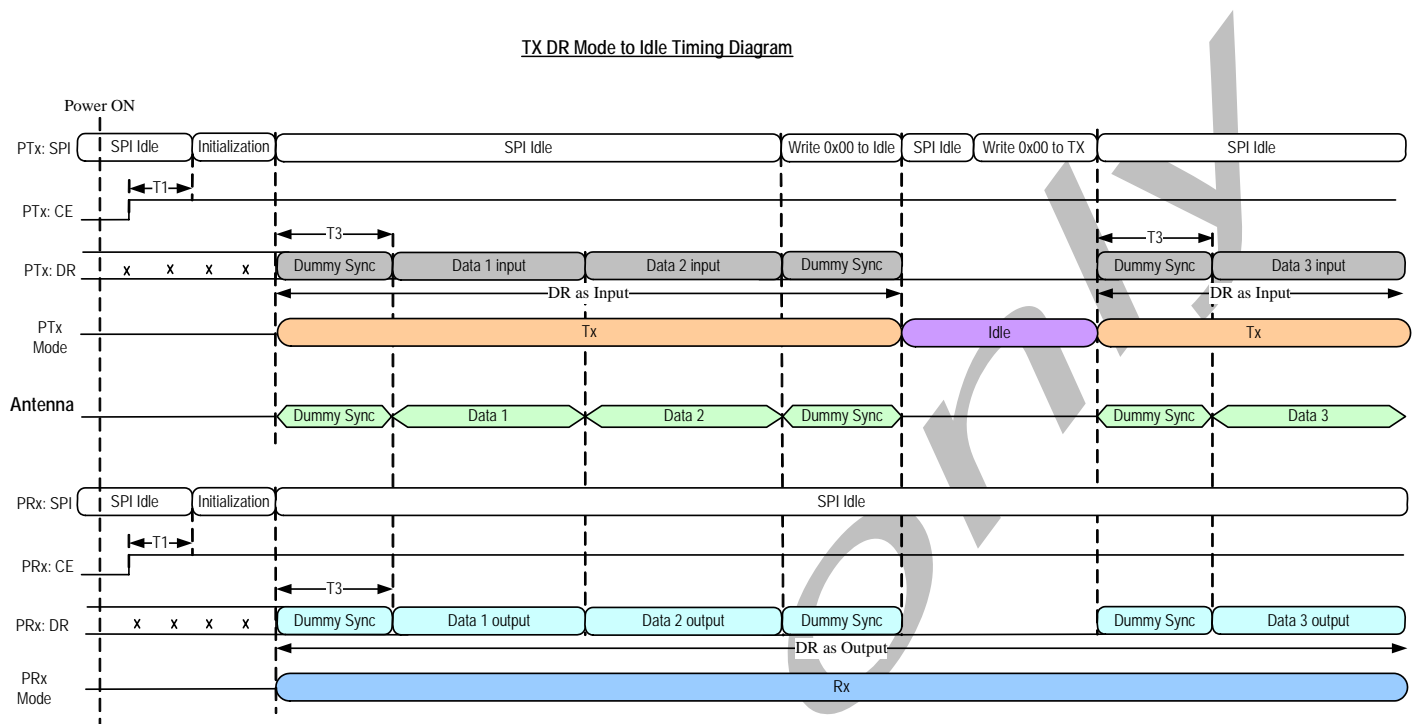 TX DR Mode to Idle Timing Diagram
Power ON
PTx: SPI SPI Idle Initialization SPI Idle Write 0x00 to Idle SPI Idle Write 0x00 to TX SPI Idle
T1
PTx: CE
T3 T3
PTx: DR x x x x Dummy Sync Data 1 input Data 2 input Dummy Sync Dummy Sync Data 3 input
DR as Input DR as Input
PTx
Mode
Tx Idle Tx
Antenna Dummy Sync Data 1 Data 2 Dummy Sync Dummy Sync Data 3
PRx: SPI SPI Idle Initialization SPI Idle
T1
PRx: CE
T3
PRx: DR x x x x Dummy Sync Data 1 output Data 2 output Dummy Sync Dummy Sync Data 3 output
DR as Output
PRx
Mode
Rx
only